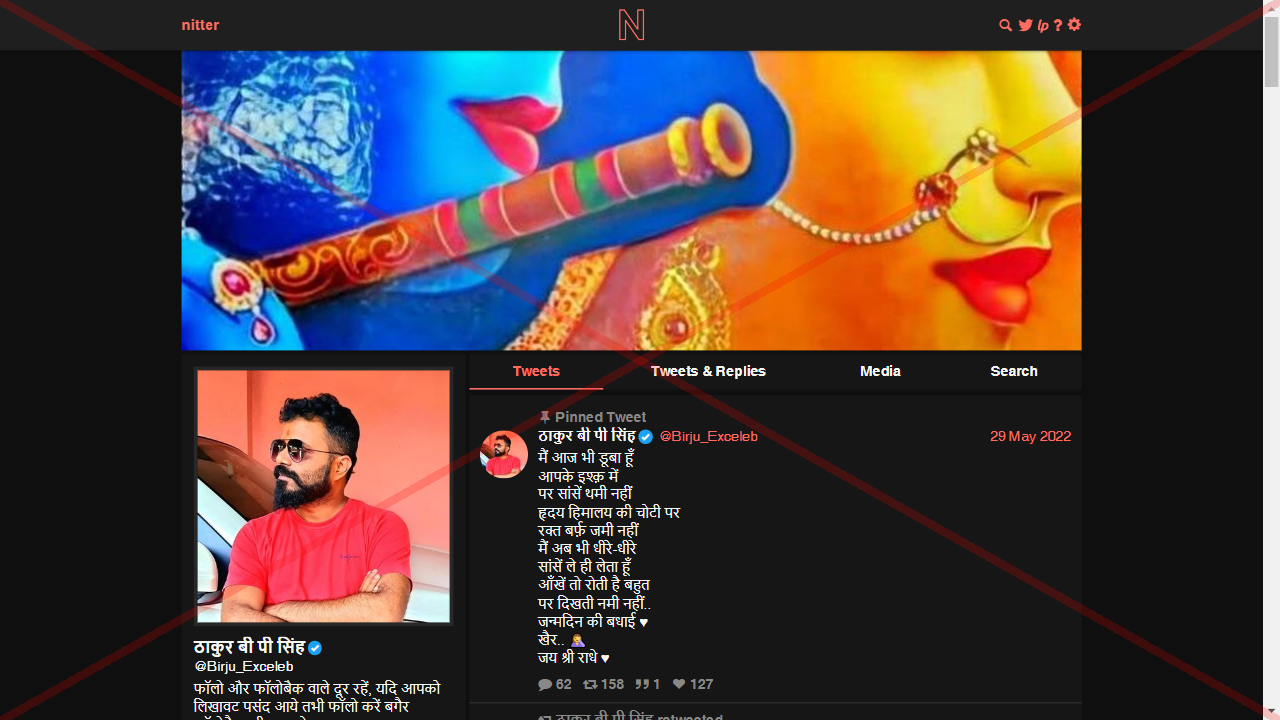 nitter
N
lp ?
Tweets
Tweets & Replies
Media
Search
Pinned Tweet
ठाकुर बी पी सिंह @Birju_Exceleb 29 May 2022
मैं आज भी डूबा हूँ
आपके इश्क़ में
पर सांसें थमी नहीं
हृदय हिमालय की चोटी पर
रक्त बर्फ़ जमी नहीं
मैं अब भी धीरे-धीरे
सांसें ले ही लेता हूँ
आँखें तो रोती है बहुत
पर दिखती नमी नहीं..
जन्मदिन की बधाई ♥
खैर.. 🤦‍♀️
जय श्री राधे ♥
62 158 1 127
ठाकुर बी पी सिंह retweeted
ठाकुर बी पी सिंह
@Birju_Exceleb
फॉलो और फॉलोबैक वाले दूर रहें, यदि आपको
लिखावट पसंद आये तभी फॉलो करें बगैर